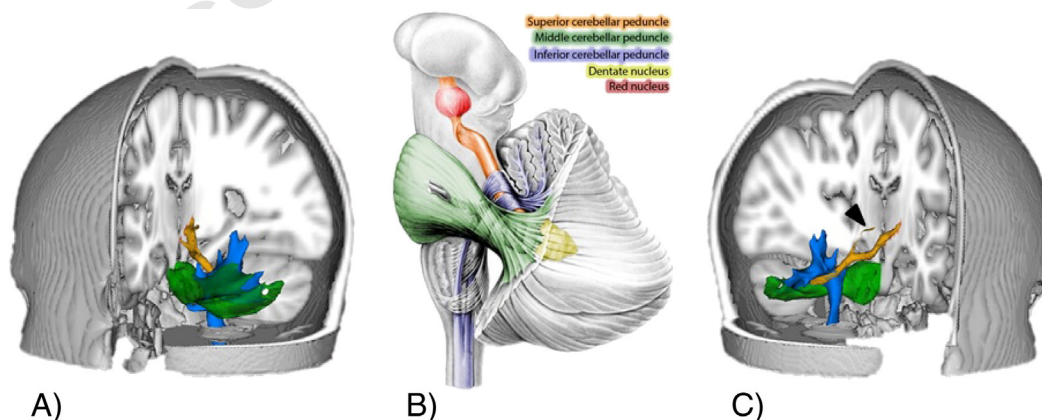 Superior cerebellar peduncle
Middle cerebellar peduncle
Inferior cerebellar peduncle
Dentate nucleus
Red nucleus
A)
B)
C)